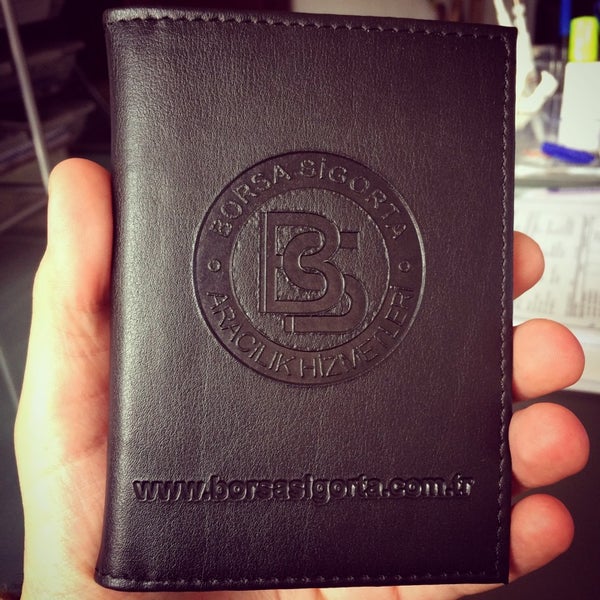 BORSA SİGORTA
BS
ARACILIK HİZMETLERİ
www.borsasigorta.com.tr